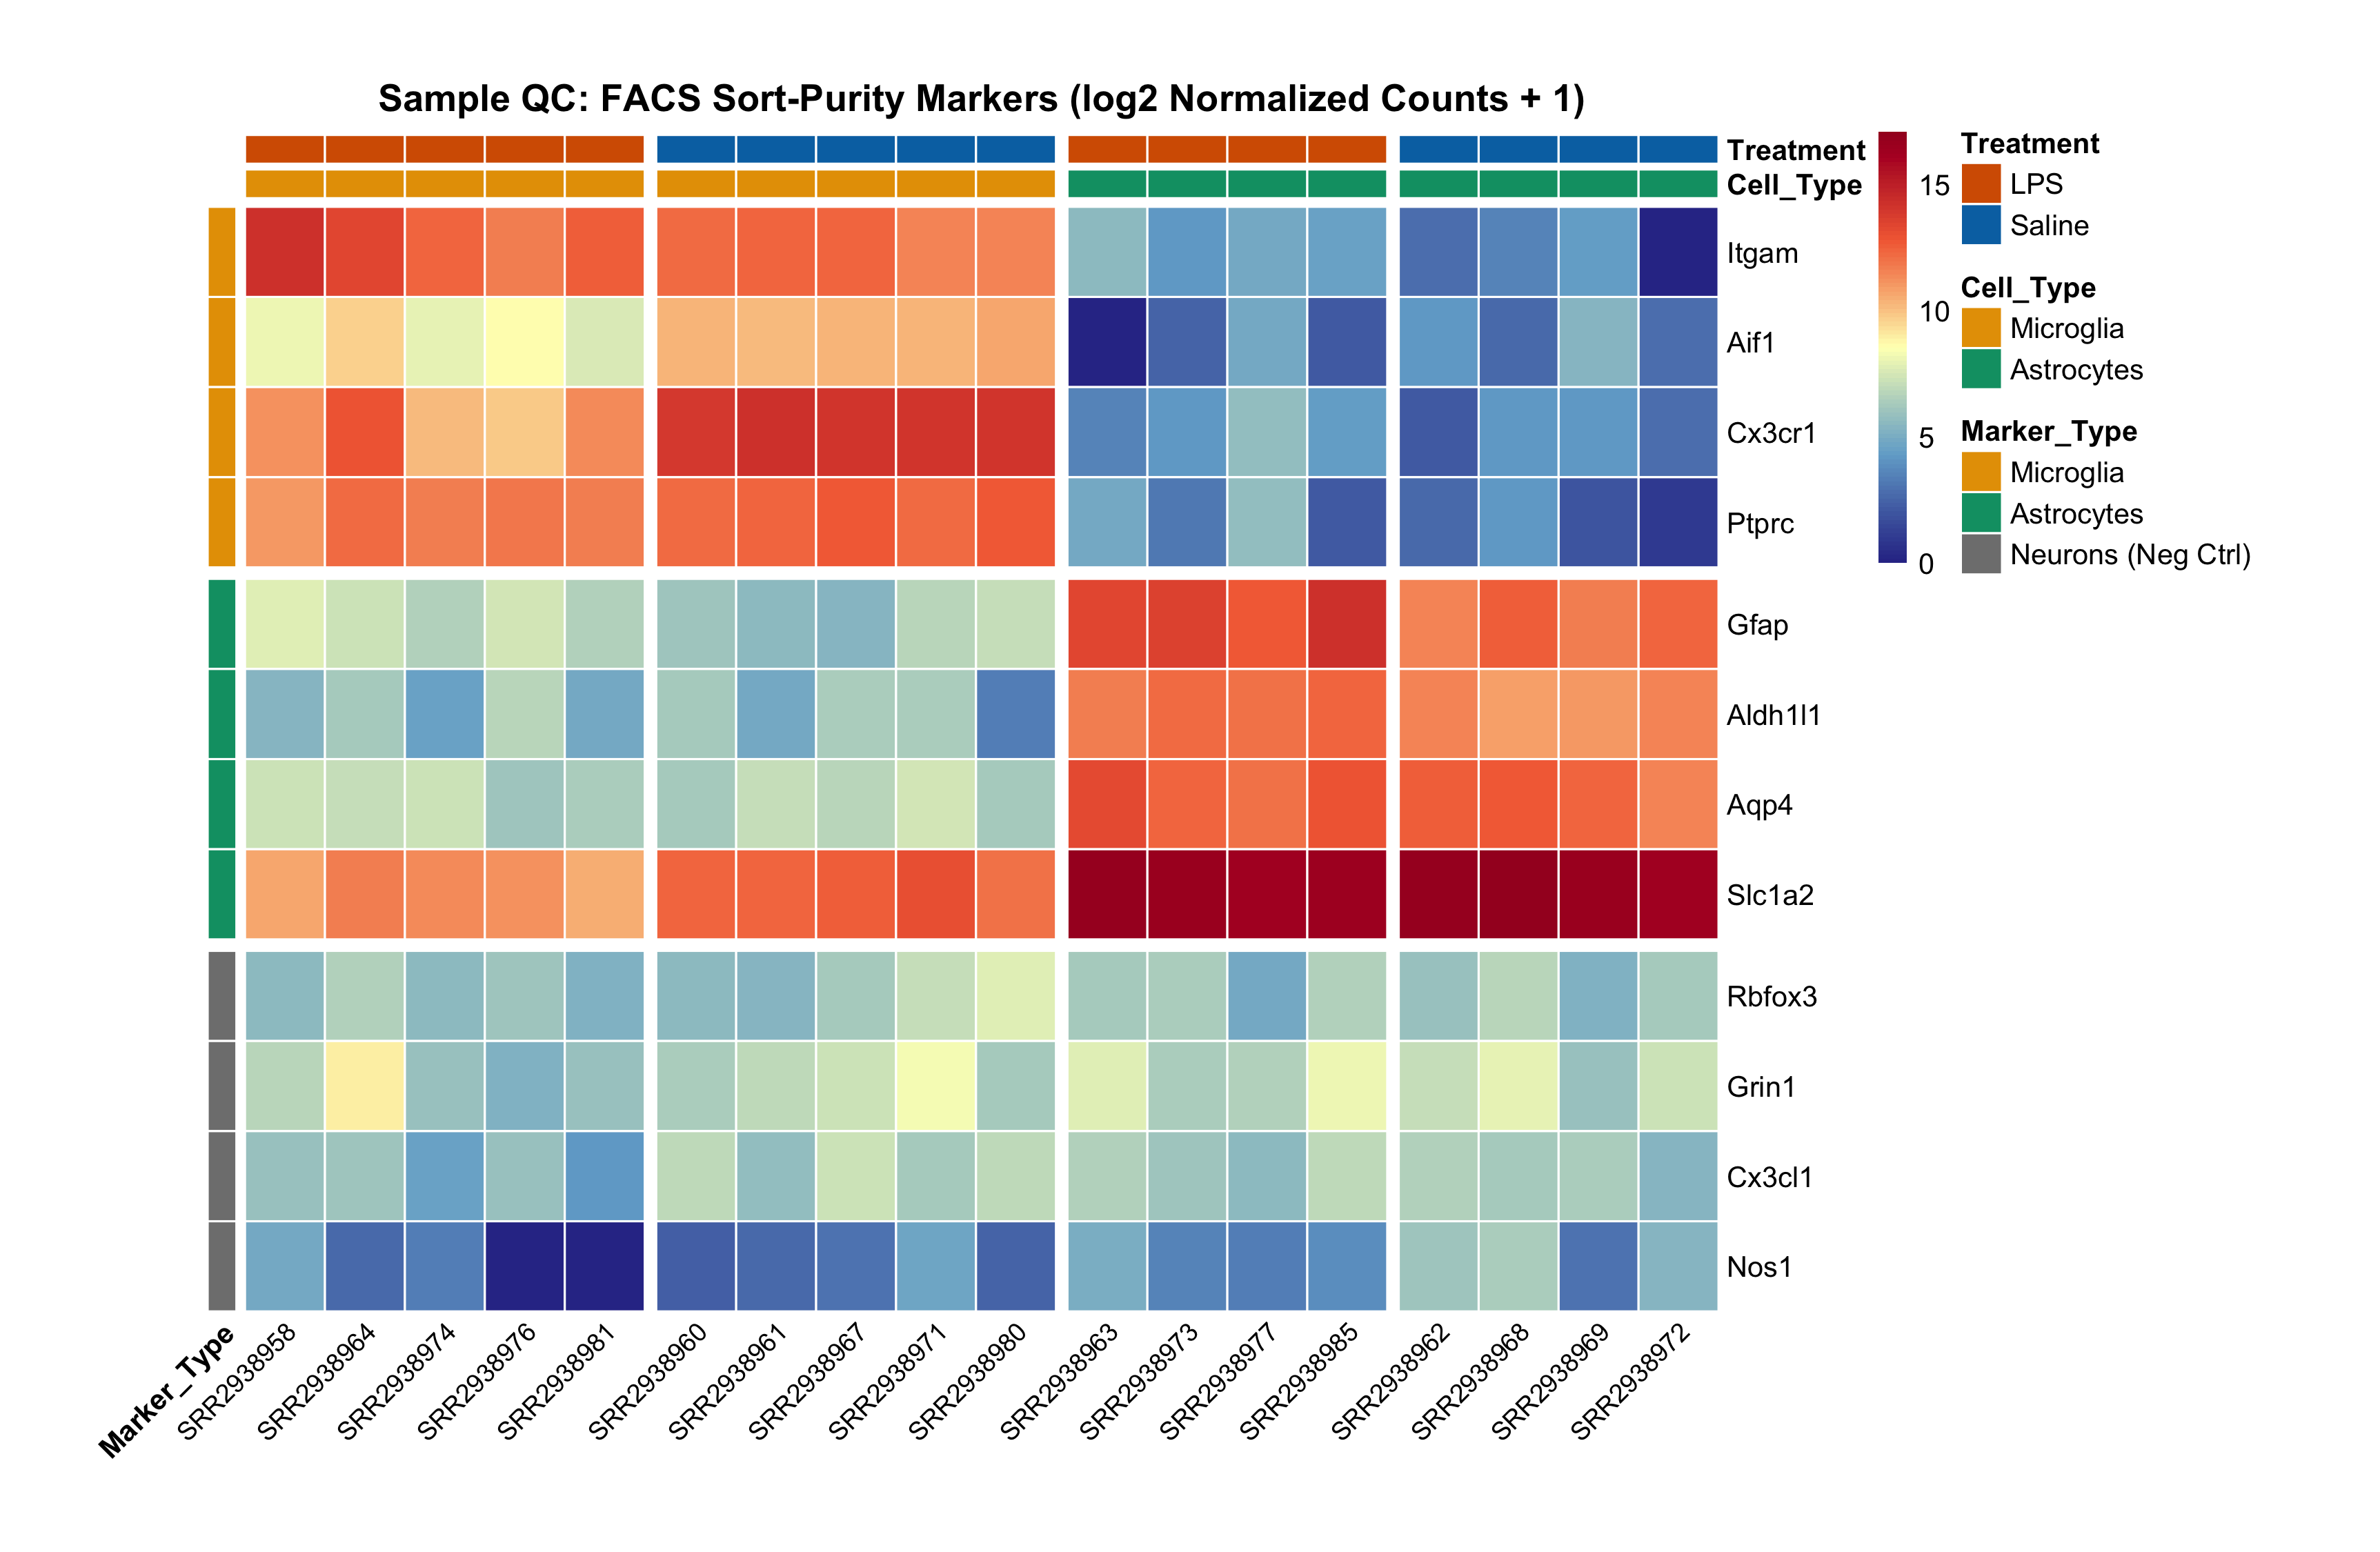 Sample QC: FACS Sort-Purity Markers (log2 Normalized Counts + 1)
Treatment
Cell_Type
Itgam
Aif1
Cx3cr1
Ptprc
Gfap
Aldh1l1
Aqp4
Slc1a2
Rbfox3
Grin1
Cx3cl1
Nos1
Marker_Type
SRR2938958
SRR2938964
SRR2938974
SRR2938976
SRR2938981
SRR2938960
SRR2938961
SRR2938967
SRR2938971
SRR2938980
SRR2938963
SRR2938973
SRR2938977
SRR2938985
SRR2938962
SRR2938968
SRR2938969
SRR2938972
15
10
5
0
Treatment
LPS
Saline
Cell_Type
Microglia
Astrocytes
Marker_Type
Microglia
Astrocytes
Neurons (Neg Ctrl)